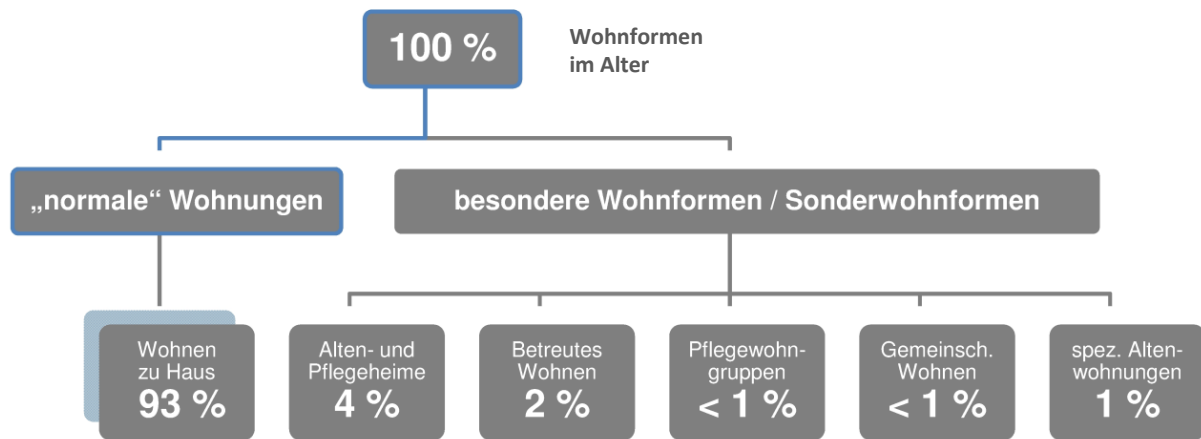 100 %
Wohnformen
im Alter
„normale“ Wohnungen
besondere Wohnformen / Sonderwohnformen
Wohnen
zu Haus
93 %
Alten- und
Pflegeheime
4 %
Betreutes
Wohnen
2 %
Pflegewohn-
gruppen
< 1 %
Gemeinsch.
Wohnen
< 1 %
spez. Alten-
wohnungen
1 %